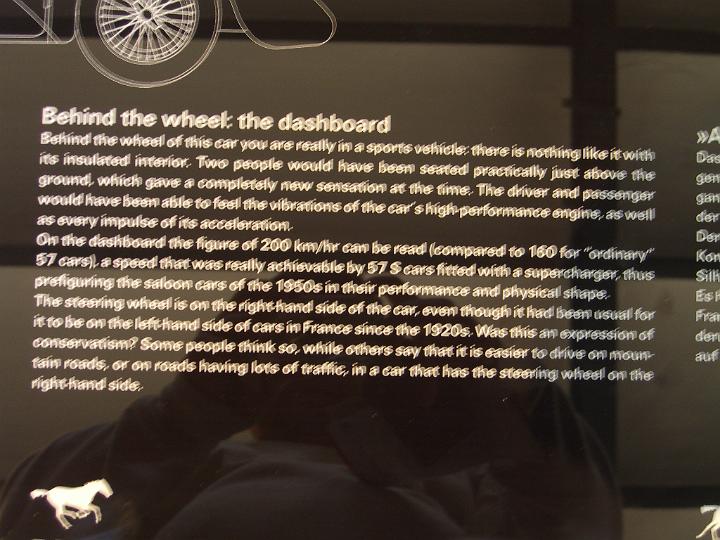 Behind the wheel: the dashboard
Behind the wheel of this car you are really in a sports vehicle: there is nothing like it with
its insulated interior. Two people would have been seated practically just above the
ground, which gave a completely new sensation at the time. The driver and passenger
would have been able to feel the vibrations of the car's high-performance engine, as well
as every impulse of its acceleration.
On the dashboard the figure of 200 km/hr can be read (compared to 160 for "ordinary"
57 cars), a speed that was really achievable by 57 S cars fitted with a supercharger, thus
prefiguring the saloon cars of the 1950s in their performance and physical shape.
The steering wheel is on the right-hand side of the car, even though it had been usual for
it to be on the left-hand side of cars in France since the 1920s. Was this an expression of
conservatism? Some people think so, while others say that it is easier to drive on moun-
tain roads, or on roads having lots of traffic, in a car that has the steering wheel on the
right-hand side.
»A
Das
gen
gan
der
Der
Kon
Silh
Es i
Fran
den
auf